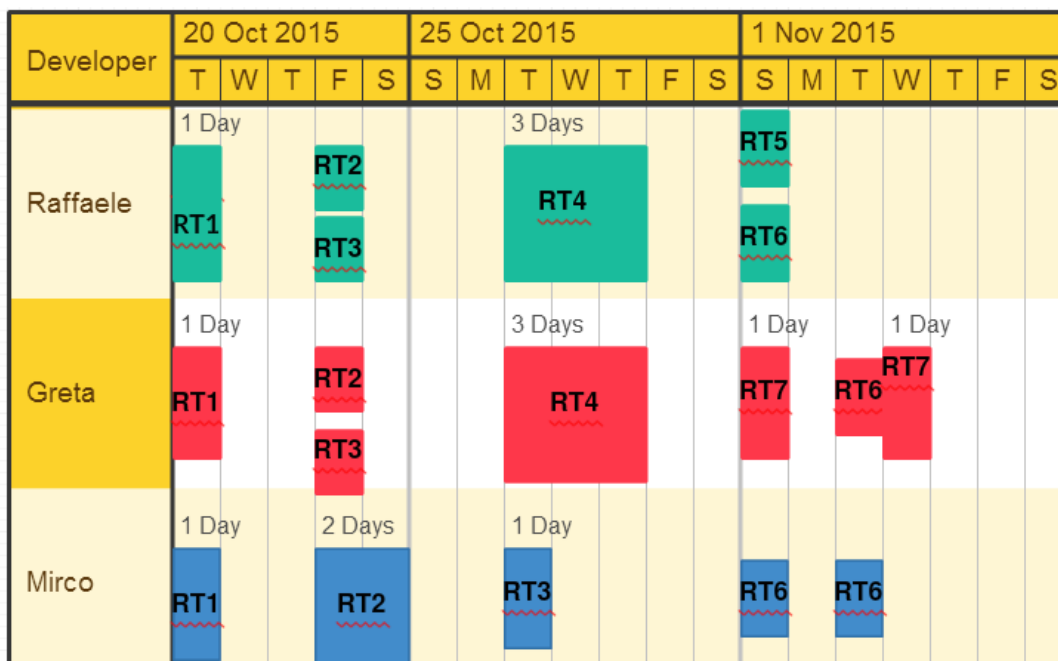 Developer
20 Oct 2015 25 Oct 2015 1 Nov 2015
T W T F S S M T W T F S S M T W T F S
Raffaele
1 Day 3 Days
RT1 RT2 RT3 RT4 RT5 RT6
Greta
1 Day 3 Days 1 Day 1 Day
RT1 RT2 RT3 RT4 RT7 RT6 RT7
Mirco
1 Day 2 Days 1 Day
RT1 RT2 RT3 RT6 RT6